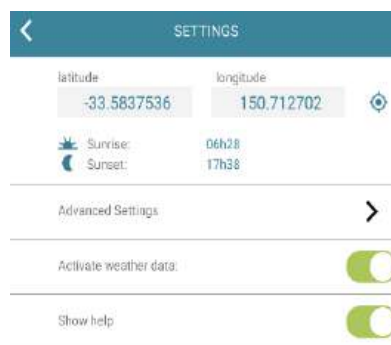 SETTINGS
latitude longitude
-33.5837536 150.712702
Sunrise: 06h28
Sunset: 17h38
Advanced Settings
Activate weather data:
Show help